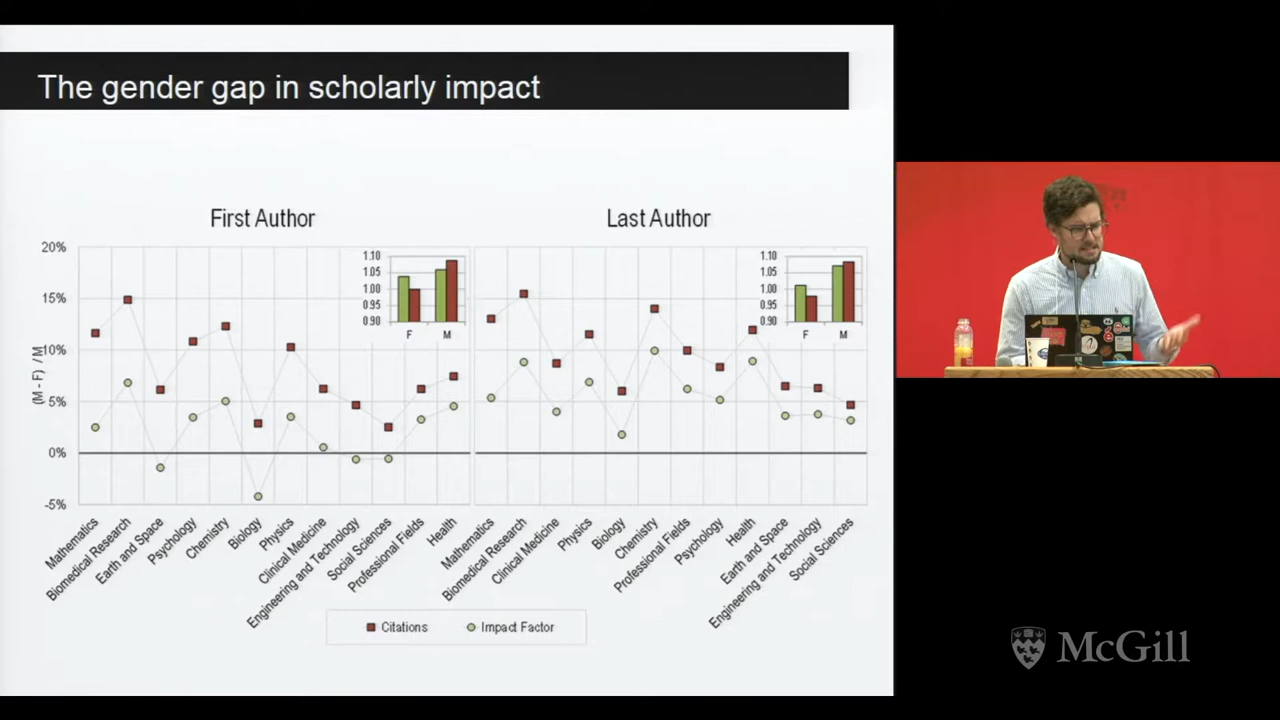 The gender gap in scholarly impact
First Author
Last Author
(M - F) / M
20%
15%
10%
5%
0%
-5%
1.10
1.05
1.00
0.95
0.90
F M
1.10
1.05
1.00
0.95
0.90
F M
Mathematics
Biomedical Research
Earth and Space
Psychology
Chemistry
Biology
Physics
Clinical Medicine
Engineering and Technology
Social Sciences
Professional Fields
Health
Mathematics
Biomedical Research
Clinical Medicine
Physics
Biology
Chemistry
Professional Fields
Psychology
Health
Earth and Space
Engineering and Technology
Social Sciences
Citations Impact Factor
McGill